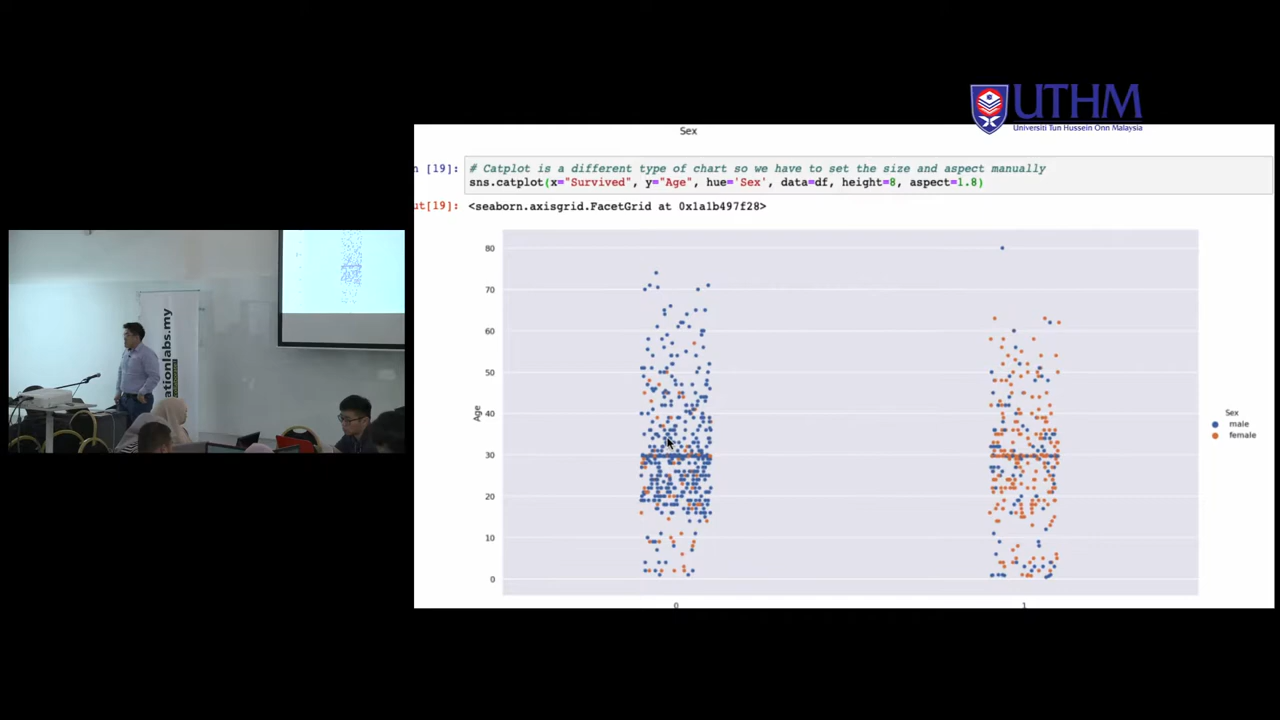 UTHM
Universiti Tun Hussein Onn Malaysia
Sex
n [19]:
# Catplot is a different type of chart so we have to set the size and aspect manually
sns.catplot(x="Survived", y="Age", hue='Sex', data=df, height=8, aspect=1.8)
ut[19]:
<seaborn.axisgrid.FacetGrid at 0x1a1b497f28>
80
70
60
50
40
30
20
10
0
Age
0
1
Sex
male
female
ationlabs.my